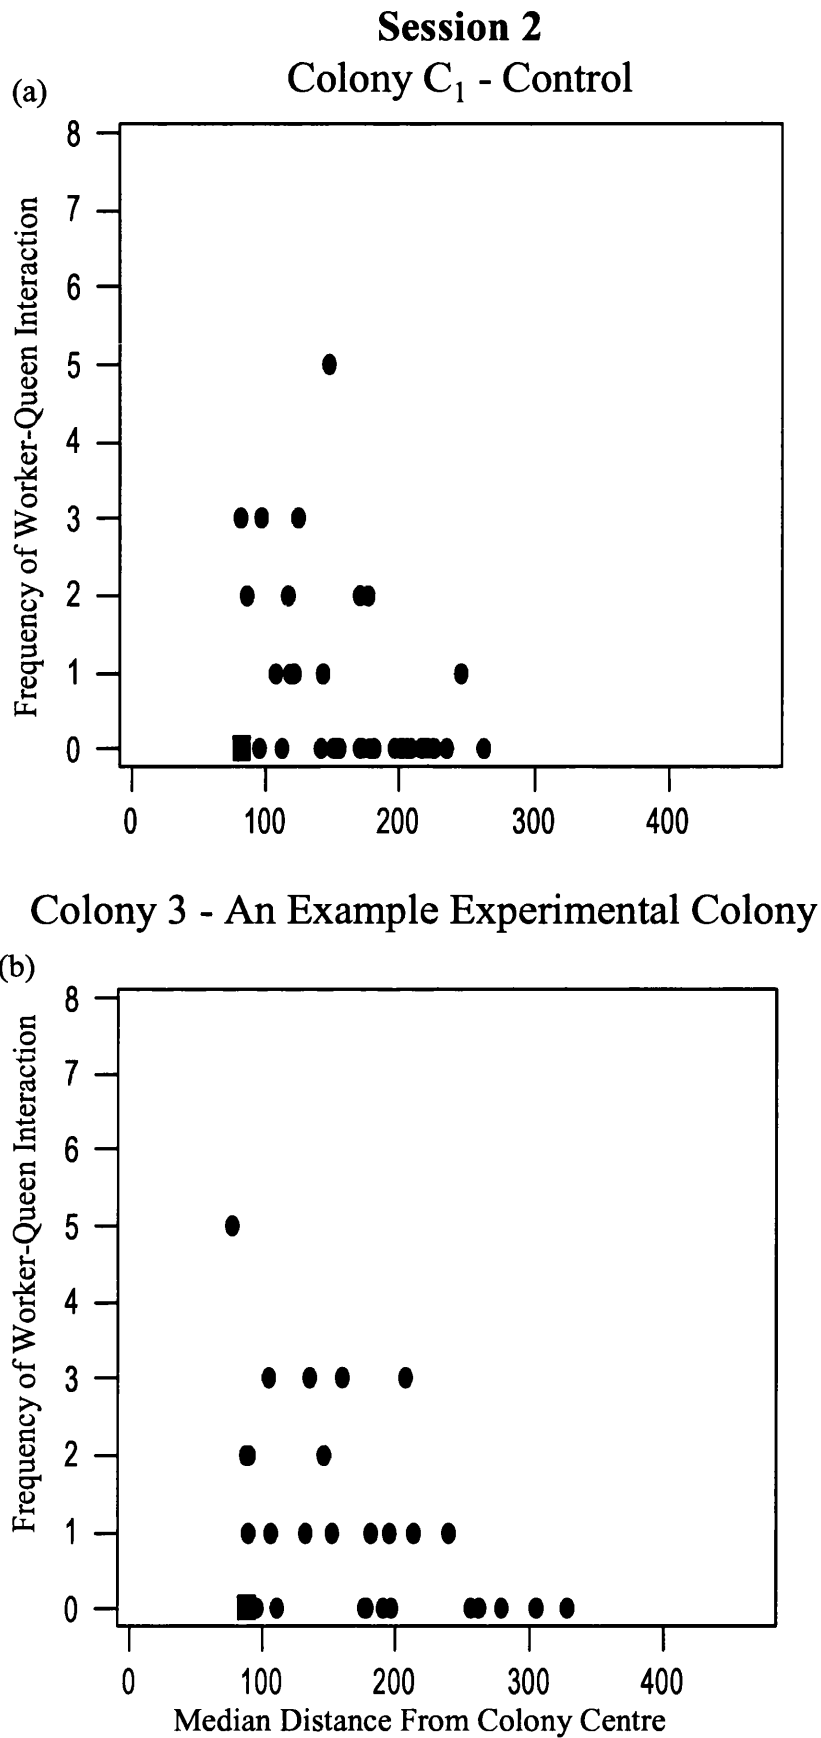 Session 2
Colony C1 - Control
(a)
Frequency of Worker-Queen Interaction
8
7
6
5
4
3
2
1
0
0 100 200 300 400
Colony 3 - An Example Experimental Colony
(b)
Frequency of Worker-Queen Interaction
8
7
6
5
4
3
2
1
0
0 100 200 300 400
Median Distance From Colony Centre